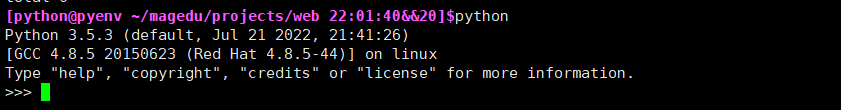 [python@pyenv ~/magedu/projects/web 22:01:40&&20]$python
Python 3.5.3 (default, Jul 21 2022, 21:41:26)
[GCC 4.8.5 20150623 (Red Hat 4.8.5-44)] on linux
Type "help", "copyright", "credits" or "license" for more information.
>>>